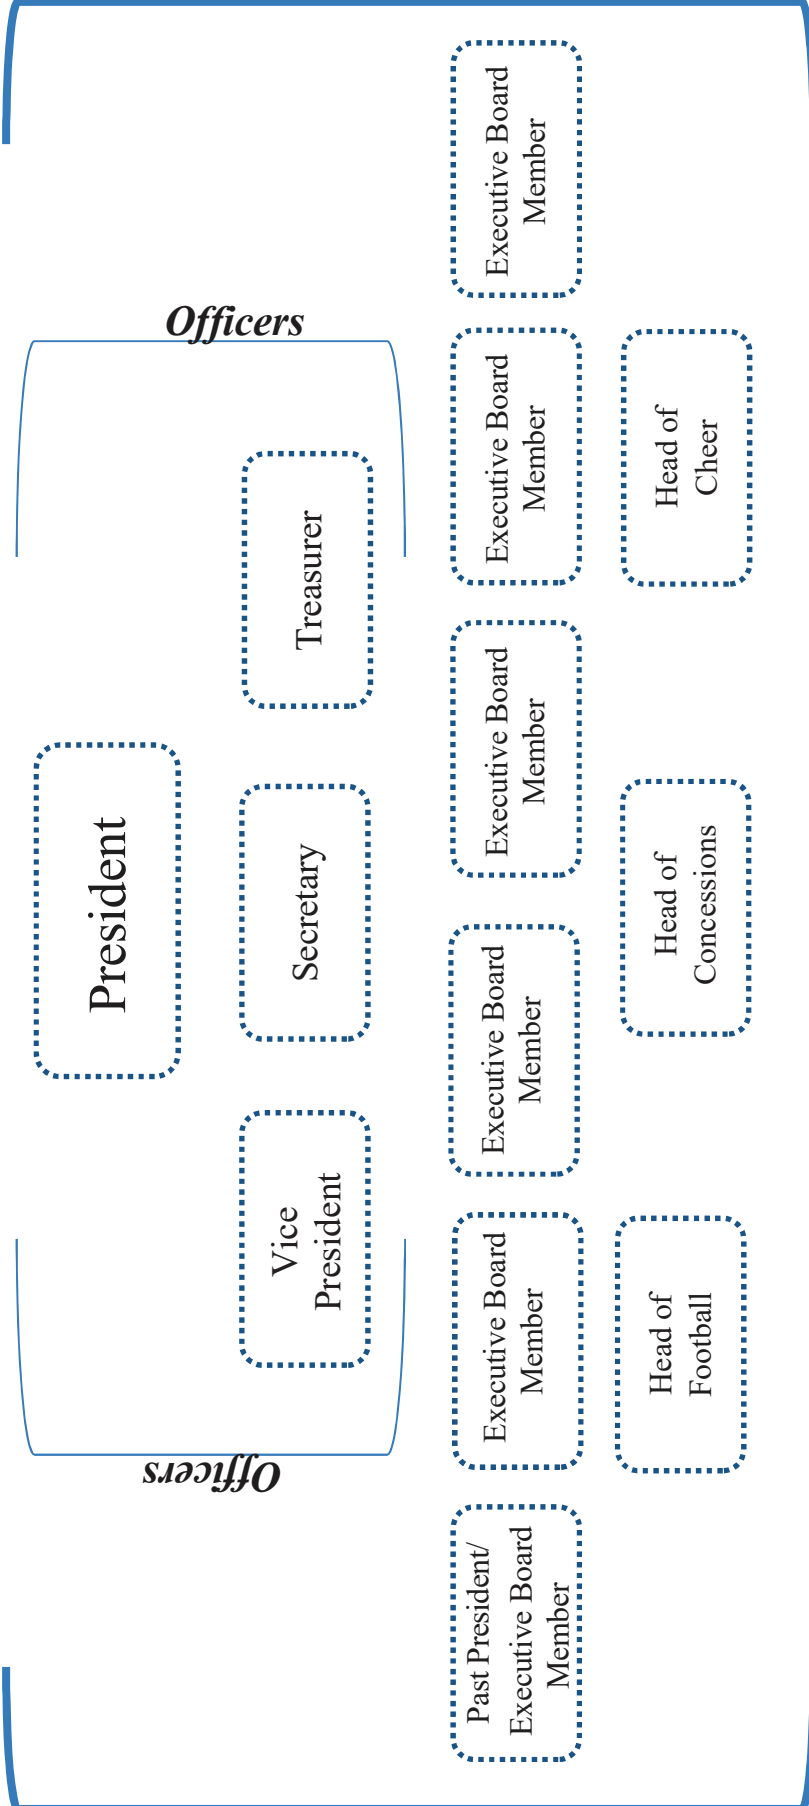 Officers
Officers
President
Vice
President
Secretary
Treasurer
Past President/
Executive Board
Member
Executive Board
Member
Executive Board
Member
Executive Board
Member
Executive Board
Member
Executive Board
Member
Head of
Football
Head of
Concessions
Head of
Cheer